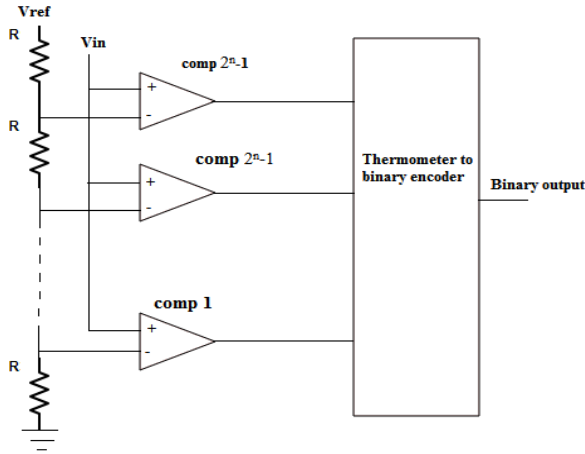 Vref
R
Vin
comp 2ⁿ-1
+
-
R
comp 2ⁿ-1
+
-
Thermometer to
binary encoder
Binary output
comp 1
+
-
R